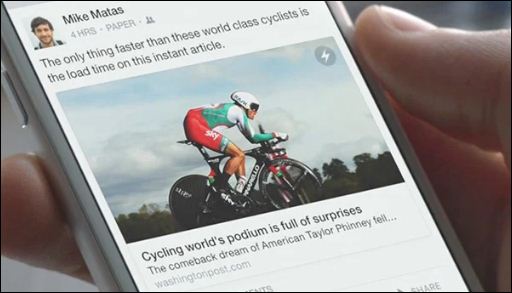 Mike Matas
4 HRS · PAPER ·
The only thing faster than these world class cyclists is
the load time on this instant article.
sky
Cycling world's podium is full of surprises
The comeback dream of American Taylor Phinney fell...
washingtonpost.com
SHARE